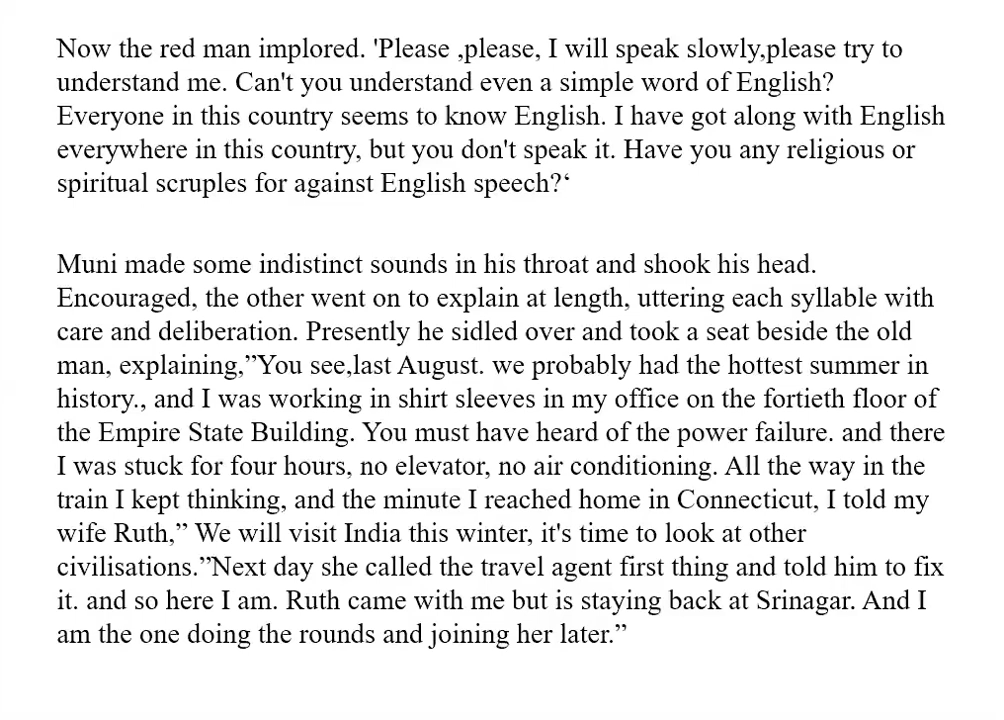 Now the red man implored. 'Please ,please, I will speak slowly,please try to
understand me. Can't you understand even a simple word of English?
Everyone in this country seems to know English. I have got along with English
everywhere in this country, but you don't speak it. Have you any religious or
spiritual scruples for against English speech?‘
Muni made some indistinct sounds in his throat and shook his head.
Encouraged, the other went on to explain at length, uttering each syllable with
care and deliberation. Presently he sidled over and took a seat beside the old
man, explaining,”You see,last August. we probably had the hottest summer in
history., and I was working in shirt sleeves in my office on the fortieth floor of
the Empire State Building. You must have heard of the power failure. and there
I was stuck for four hours, no elevator, no air conditioning. All the way in the
train I kept thinking, and the minute I reached home in Connecticut, I told my
wife Ruth,” We will visit India this winter, it's time to look at other
civilisations.”Next day she called the travel agent first thing and told him to fix
it. and so here I am. Ruth came with me but is staying back at Srinagar. And I
am the one doing the rounds and joining her later.”